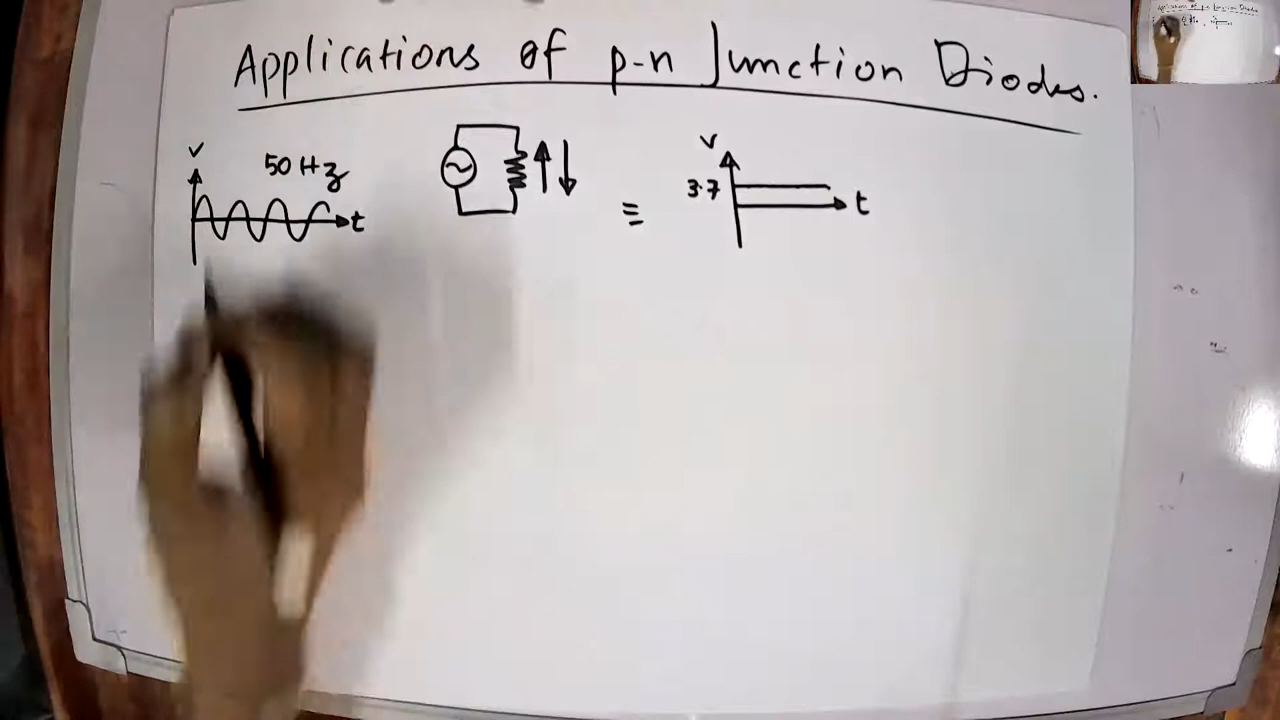 Applications of p-n Junction Diodes.
V
50 Hz
t
≡
V
3.7
t